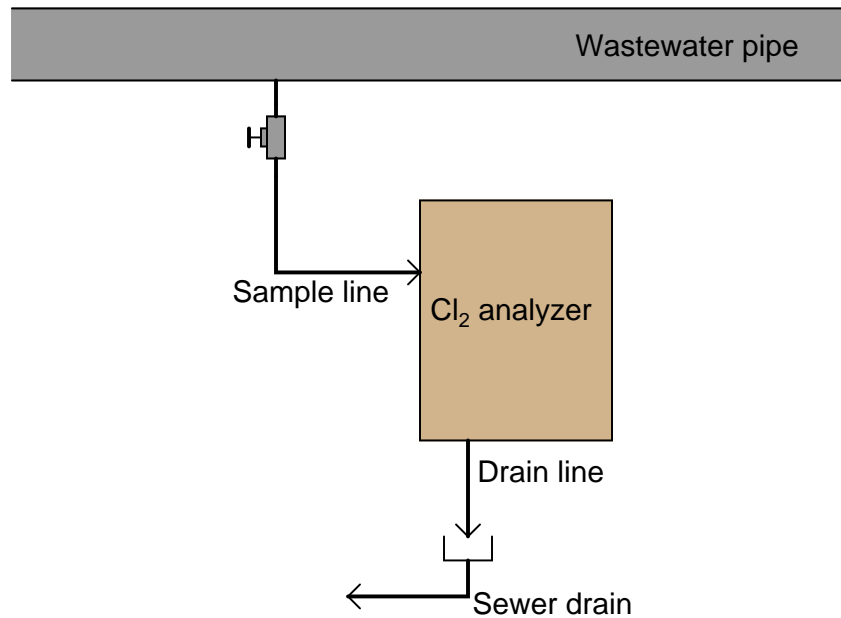 Wastewater pipe
Sample line
Cl₂ analyzer
Drain line
Sewer drain